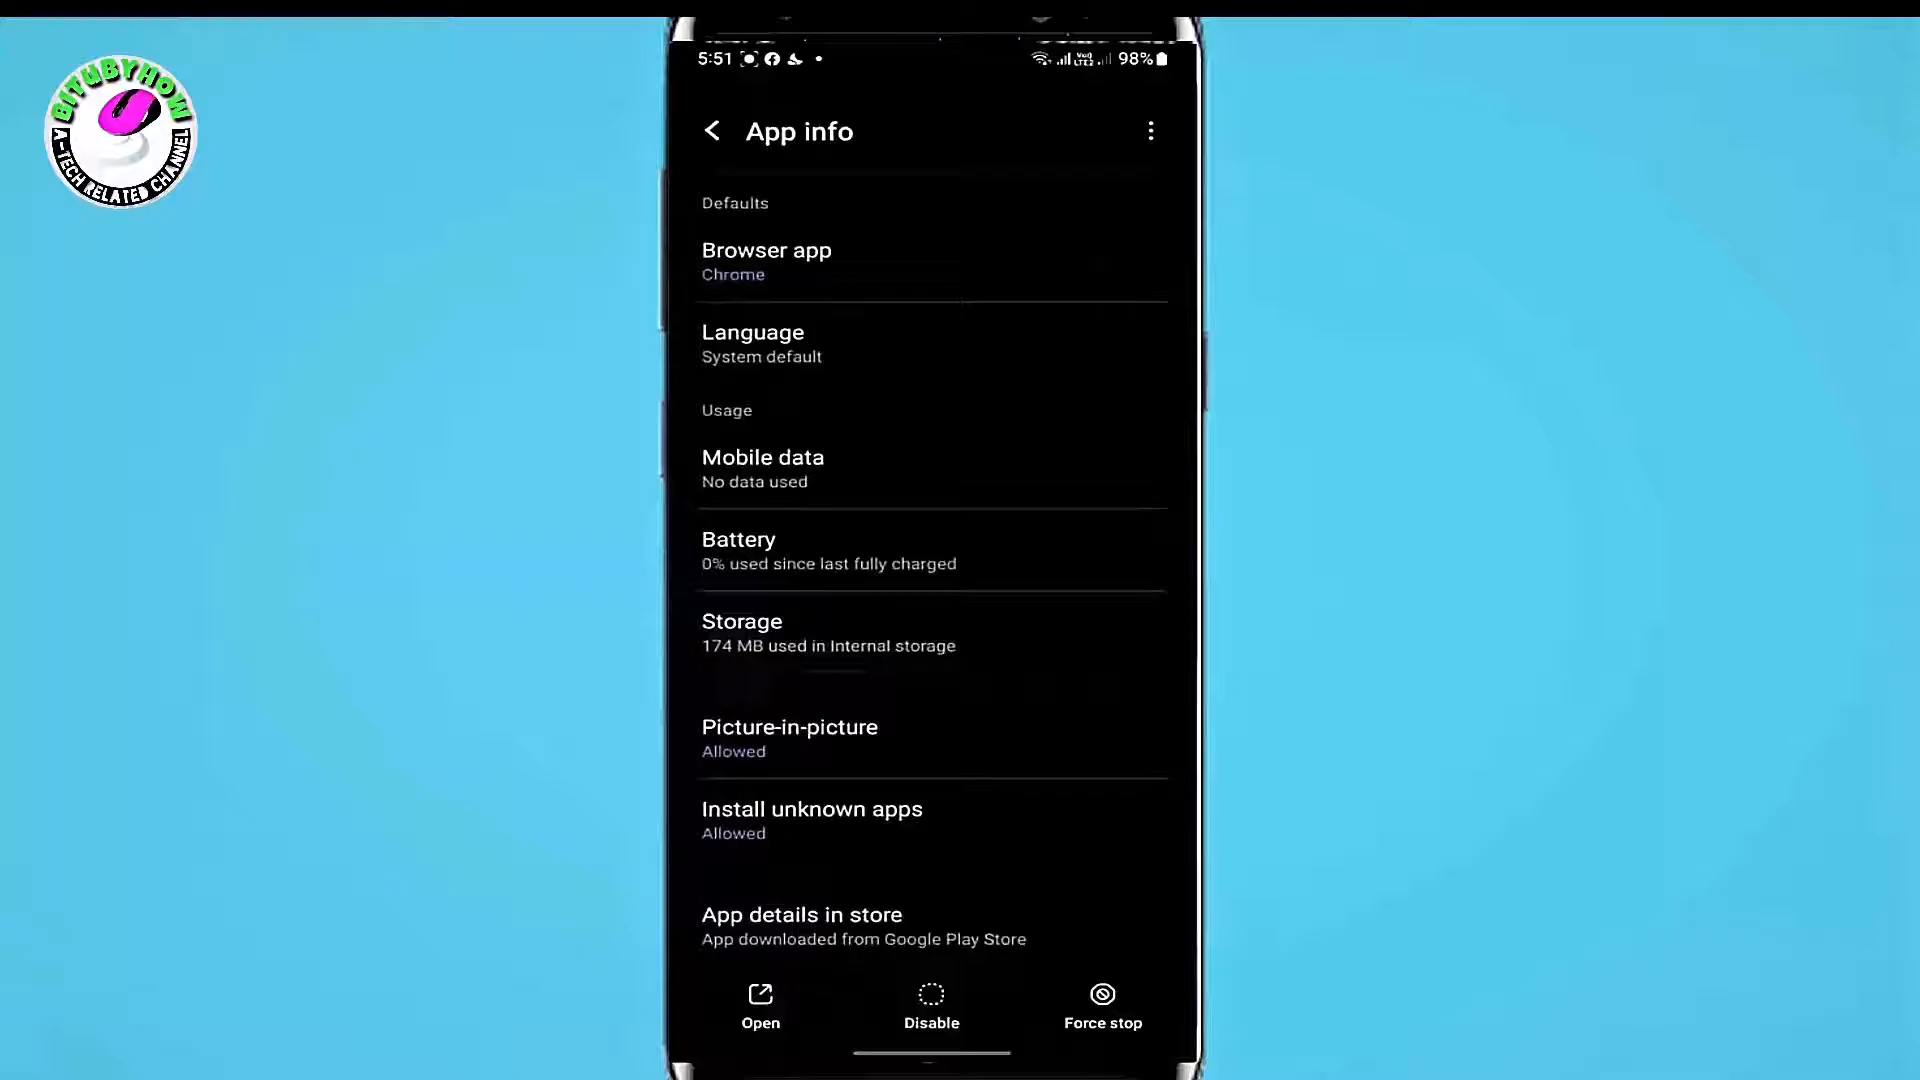 BITUBYHOW
A-TECH RELATED CHANNEL
5:51
98%
App info
Defaults
Browser app
Chrome
Language
System default
Usage
Mobile data
No data used
Battery
0% used since last fully charged
Storage
174 MB used in Internal storage
Picture-in-picture
Allowed
Install unknown apps
Allowed
App details in store
App downloaded from Google Play Store
Open
Disable
Force stop